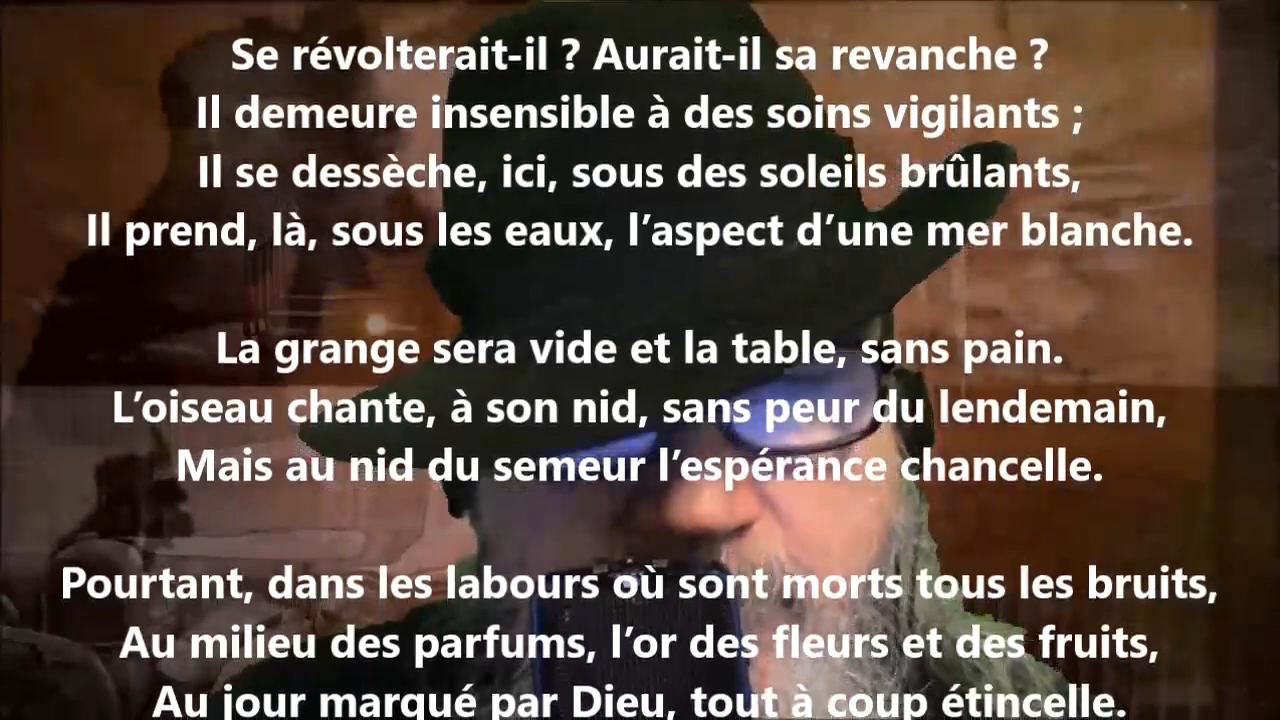 Se révolterait-il ? Aurait-il sa revanche ?
Il demeure insensible à des soins vigilants ;
Il se dessèche, ici, sous des soleils brûlants,
Il prend, là, sous les eaux, l’aspect d’une mer blanche.
La grange sera vide et la table, sans pain.
L’oiseau chante, à son nid, sans peur du lendemain,
Mais au nid du semeur l’espérance chancelle.
Pourtant, dans les labours où sont morts tous les bruits,
Au milieu des parfums, l’or des fleurs et des fruits,
Au jour marqué par Dieu, tout à coup étincelle.